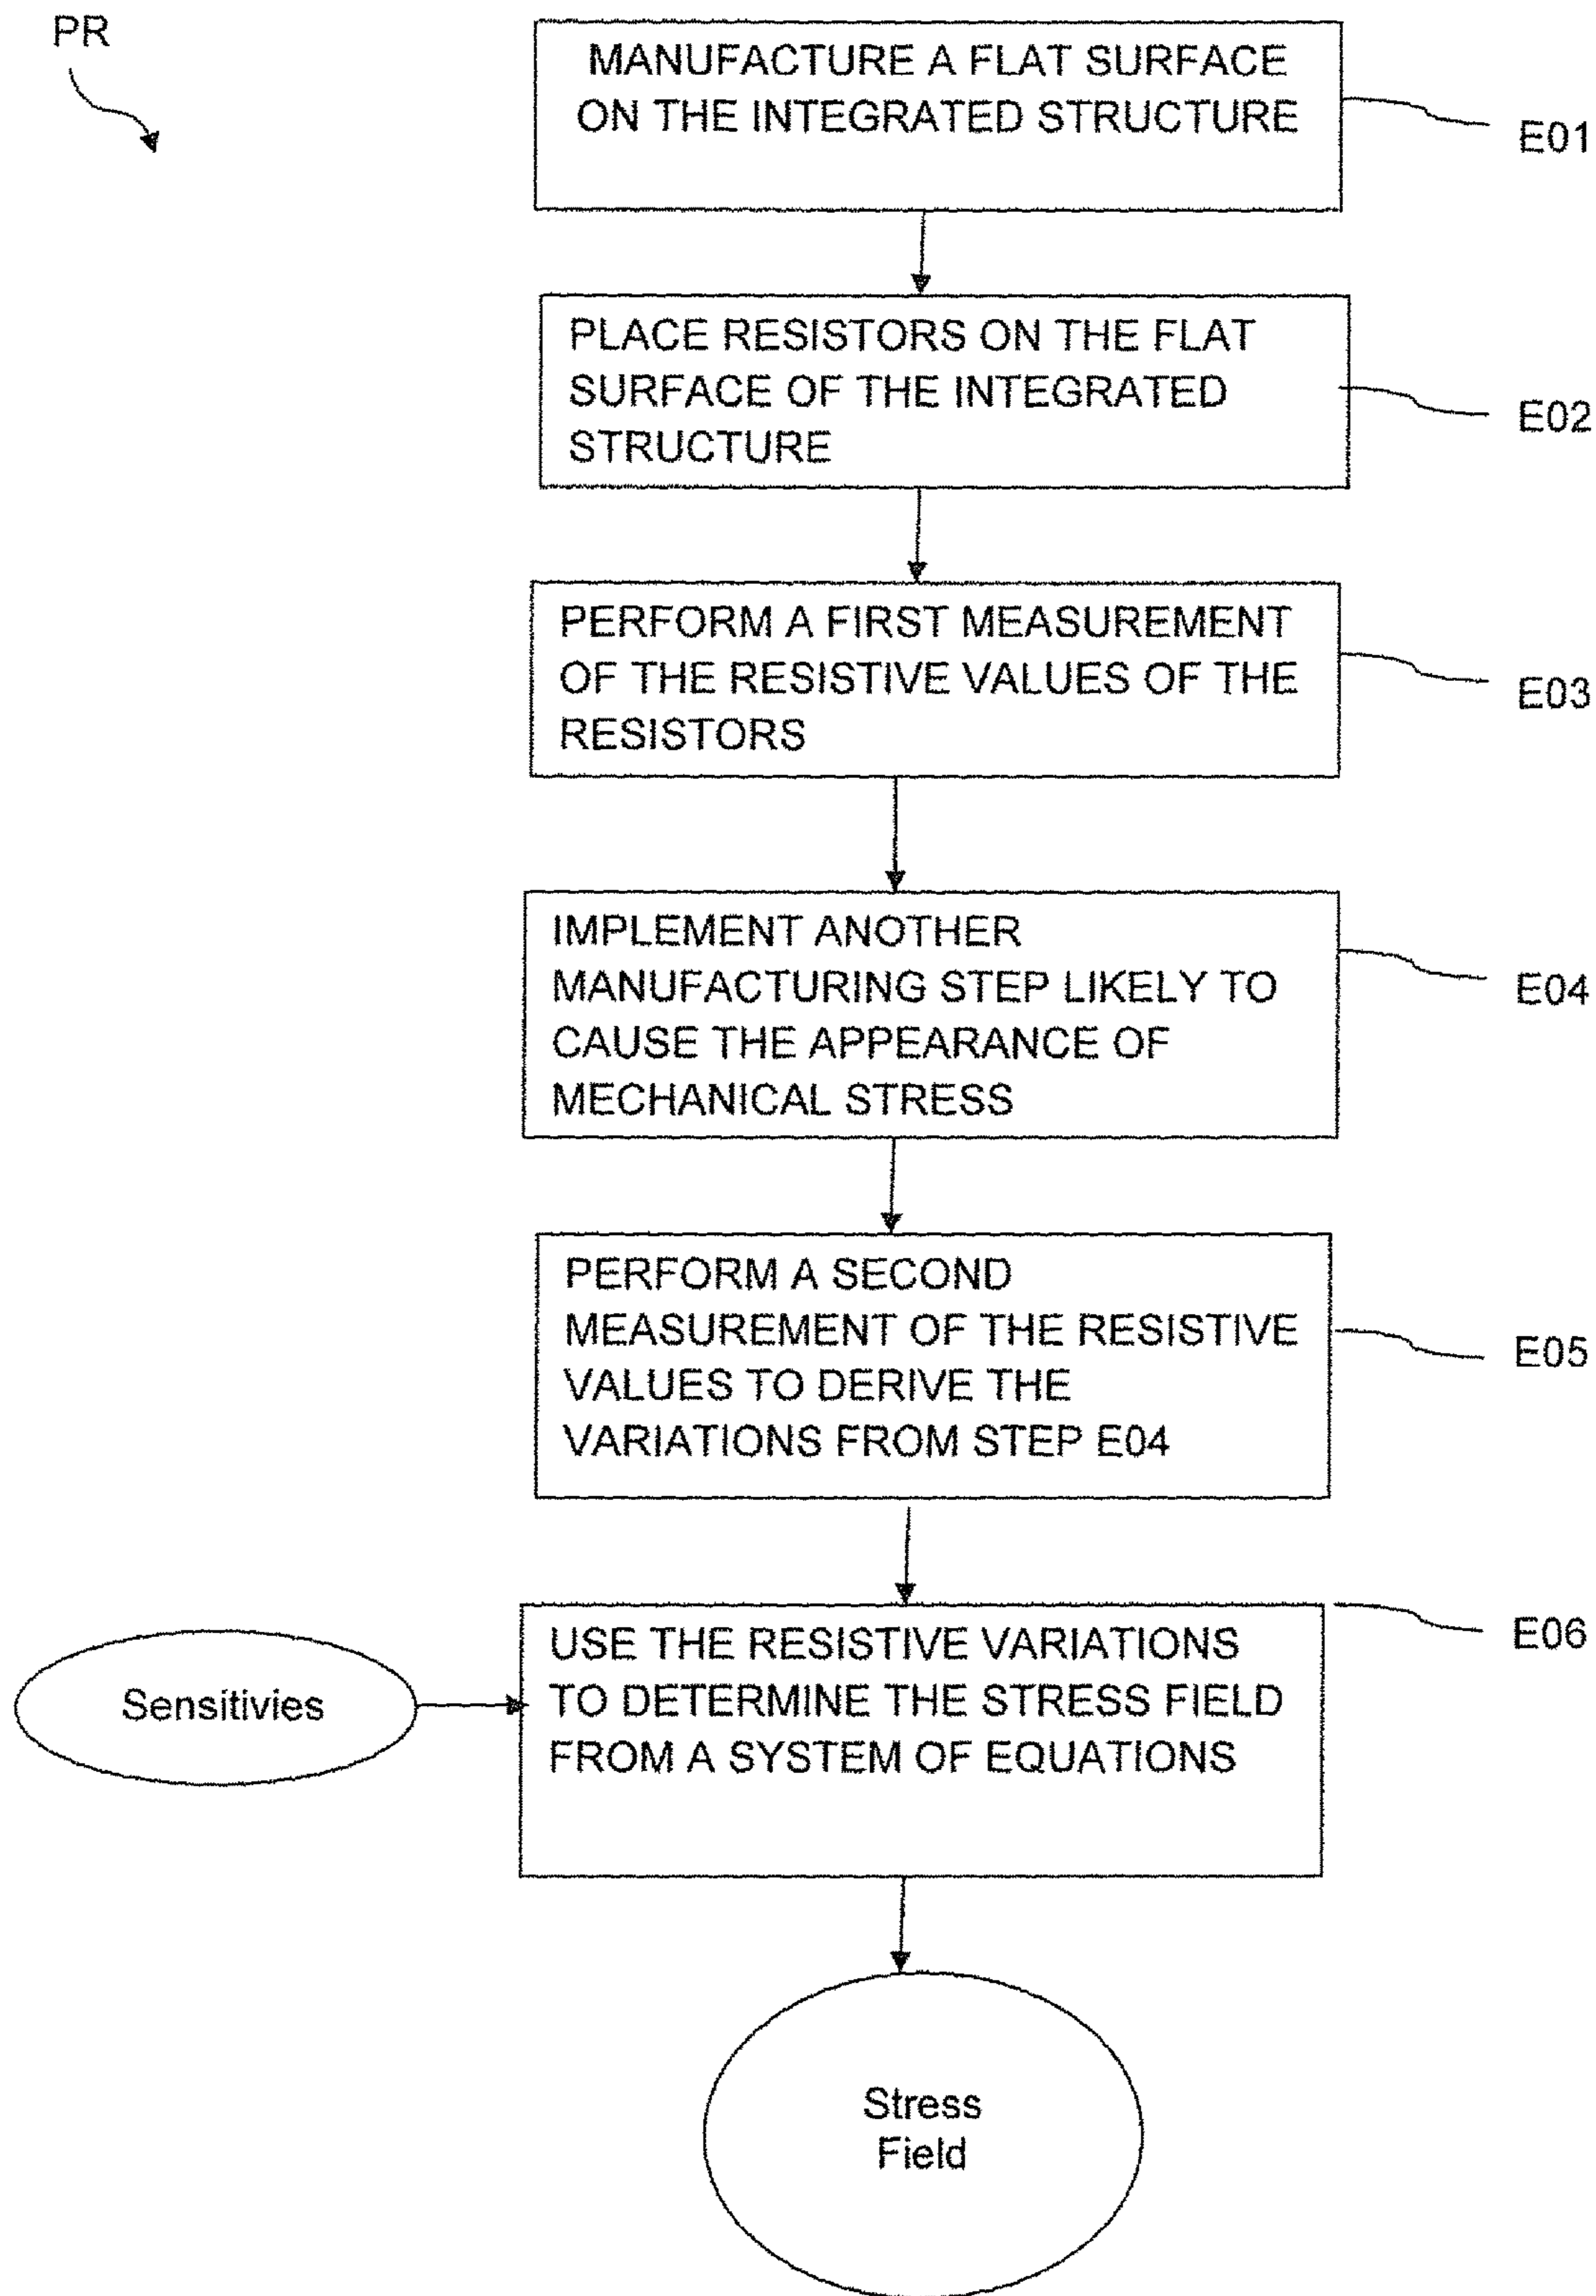 PR
MANUFACTURE A FLAT SURFACE
ON THE INTEGRATED STRUCTURE
E01
PLACE RESISTORS ON THE FLAT
SURFACE OF THE INTEGRATED
STRUCTURE
E02
PERFORM A FIRST MEASUREMENT
OF THE RESISTIVE VALUES OF THE
RESISTORS
E03
IMPLEMENT ANOTHER
MANUFACTURING STEP LIKELY TO
CAUSE THE APPEARANCE OF
MECHANICAL STRESS
E04
PERFORM A SECOND
MEASUREMENT OF THE RESISTIVE
VALUES TO DERIVE THE
VARIATIONS FROM STEP E04
E05
USE THE RESISTIVE VARIATIONS
TO DETERMINE THE STRESS FIELD
FROM A SYSTEM OF EQUATIONS
E06
Sensitivies
Stress
Field